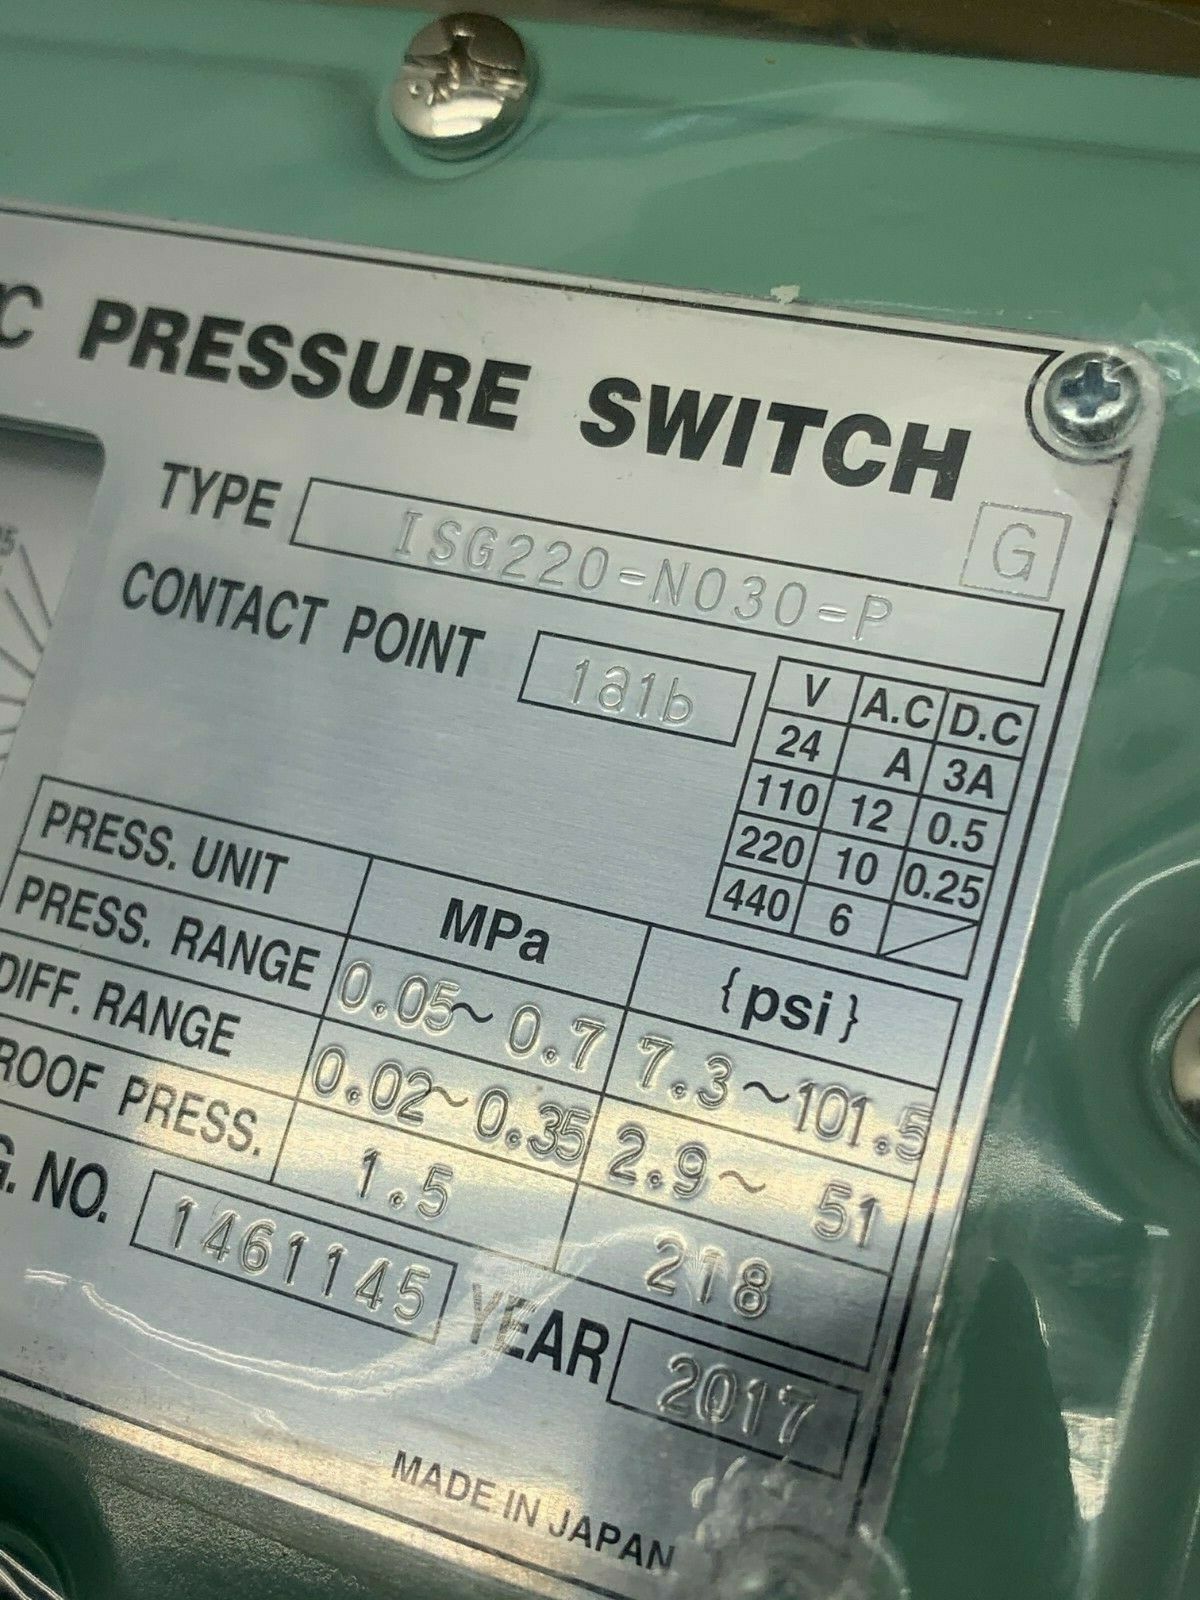 C PRESSURE SWITCH
TYPE ISG220-N030-P G
CONTACT POINT 1a1b
V A.C D.C
24 A 3A
110 12 0.5
220 10 0.25
440 6
PRESS. UNIT MPa {psi}
PRESS. RANGE 0.05~0.7 7.3~101.5
DIFF. RANGE 0.02~0.35 2.9~51
ROOF PRESS. 1.5 218
G. NO. 1461145 YEAR 2017
MADE IN JAPAN